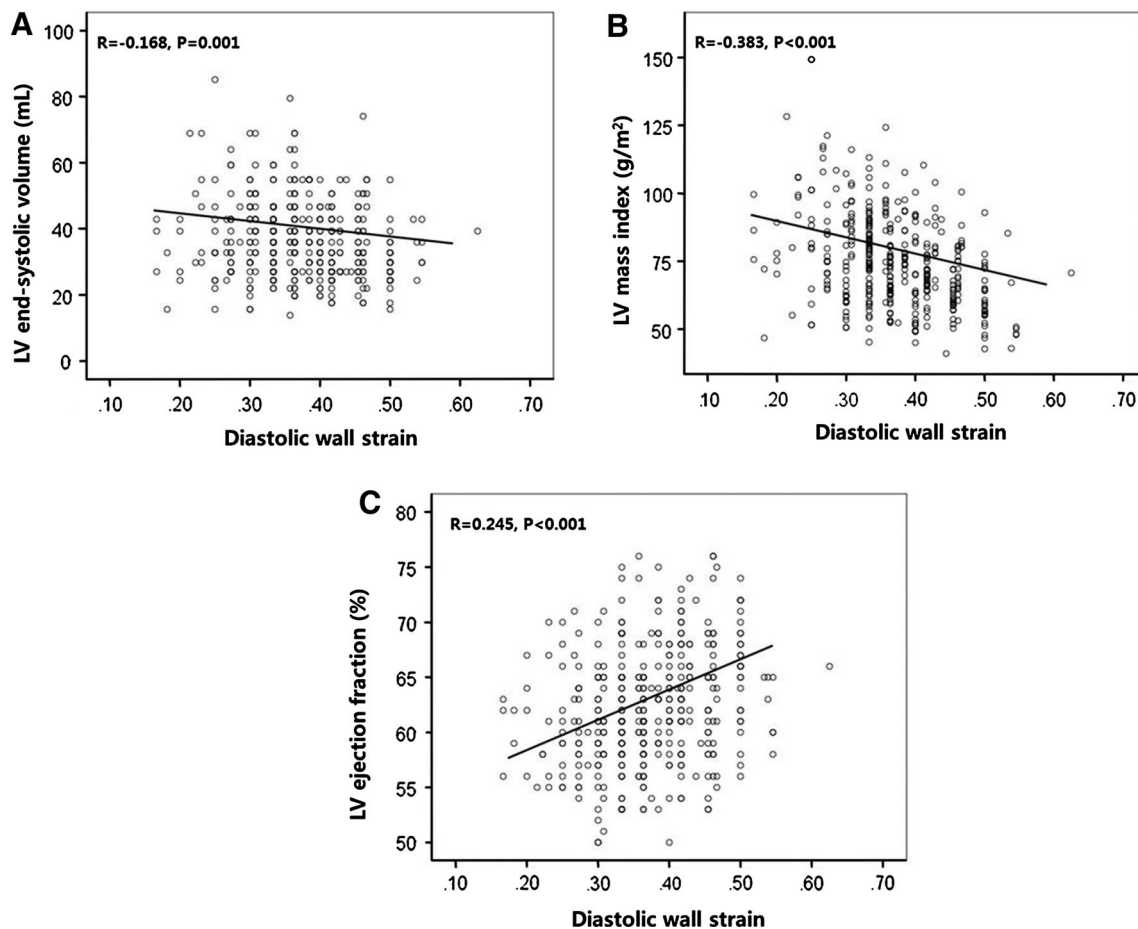 A
R=-0.168, P=0.001
LV end-systolic volume (mL)
100
80
60
40
20
0
.10 .20 .30 .40 .50 .60 .70
Diastolic wall strain
B
R=-0.383, P<0.001
LV mass index (g/m²)
150
125
100
75
50
.10 .20 .30 .40 .50 .60 .70
Diastolic wall strain
C
R=0.245, P<0.001
LV ejection fraction (%)
80
75
70
65
60
55
50
.10 .20 .30 .40 .50 .60 .70
Diastolic wall strain